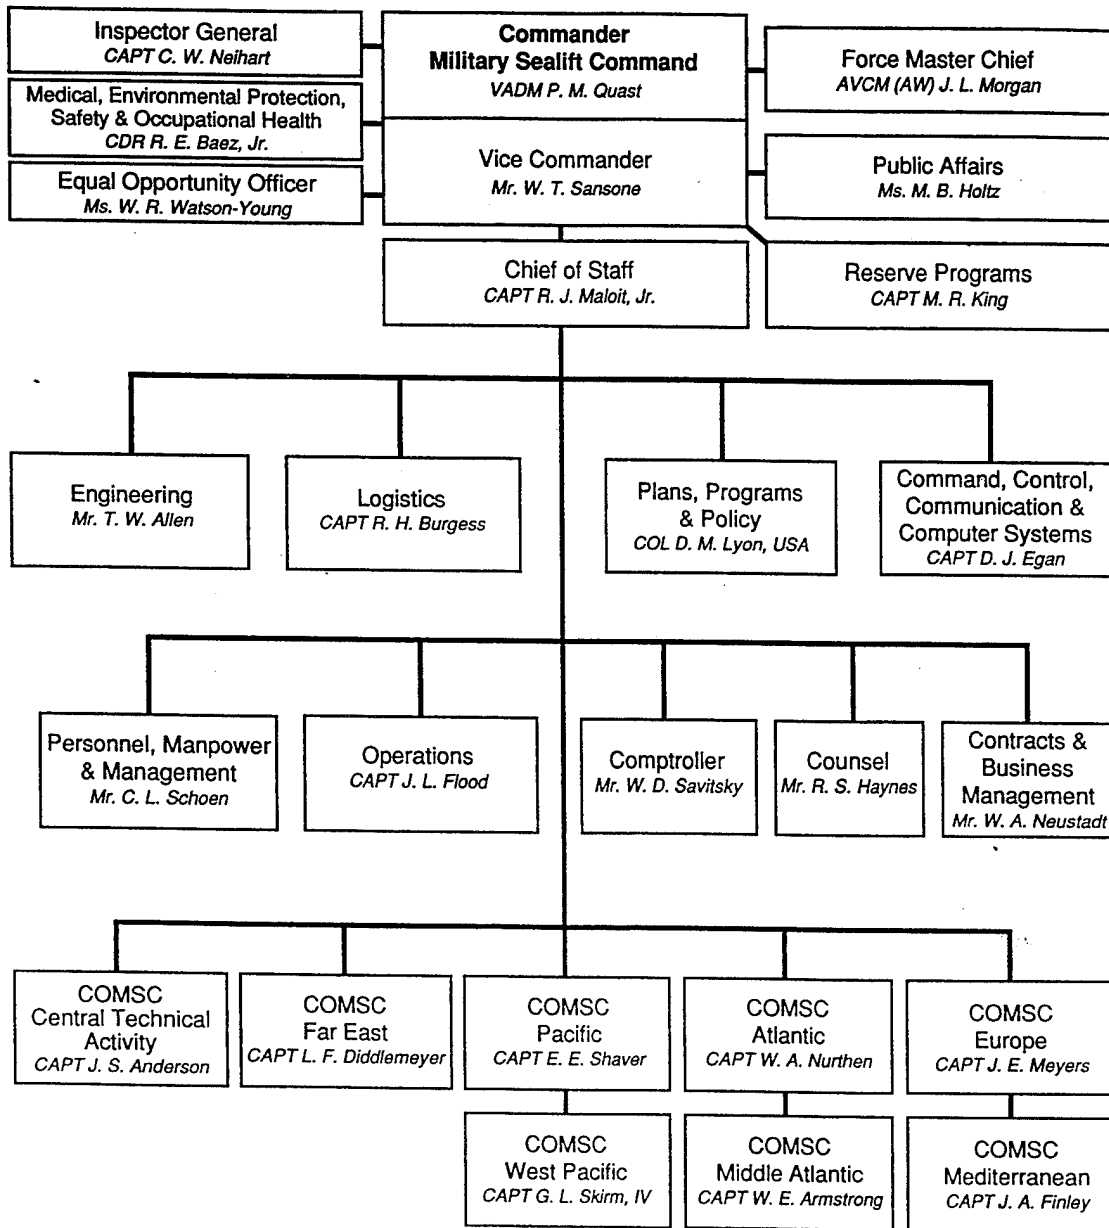 Inspector General
CAPT C. W. Neihart
Medical, Environmental Protection,
Safety & Occupational Health
CDR R. E. Baez, Jr.
Equal Opportunity Officer
Ms. W. R. Watson-Young
Commander
Military Sealift Command
VADM P. M. Quast
Vice Commander
Mr. W. T. Sansone
Force Master Chief
AVCM (AW) J. L. Morgan
Public Affairs
Ms. M. B. Holtz
Chief of Staff
CAPT R. J. Maloit, Jr.
Reserve Programs
CAPT M. R. King
Engineering
Mr. T. W. Allen
Logistics
CAPT R. H. Burgess
Plans, Programs
& Policy
COL D. M. Lyon, USA
Command, Control,
Communication &
Computer Systems
CAPT D. J. Egan
Personnel, Manpower
& Management
Mr. C. L. Schoen
Operations
CAPT J. L. Flood
Comptroller
Mr. W. D. Savitsky
Counsel
Mr. R. S. Haynes
Contracts &
Business
Management
Mr. W. A. Neustadt
COMSC
Central Technical
Activity
CAPT J. S. Anderson
COMSC
Far East
CAPT L. F. Diddlemeyer
COMSC
Pacific
CAPT E. E. Shaver
COMSC
Atlantic
CAPT W. A. Nurthen
COMSC
Europe
CAPT J. E. Meyers
COMSC
West Pacific
CAPT G. L. Skirm, IV
COMSC
Middle Atlantic
CAPT W. E. Armstrong
COMSC
Mediterranean
CAPT J. A. Finley